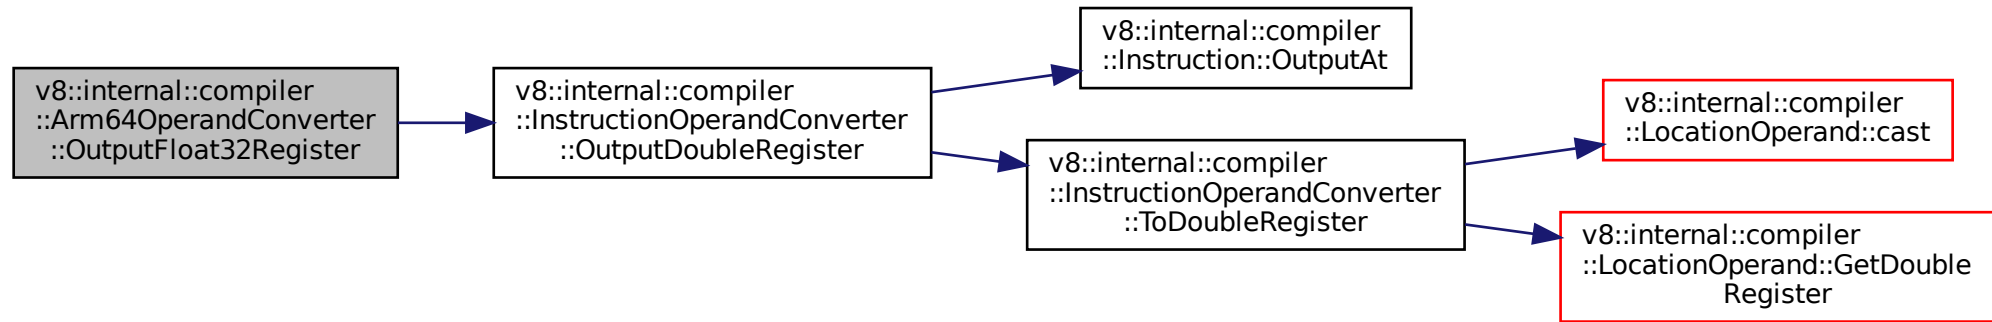 v8::internal::compiler
::Arm64OperandConverter
::OutputFloat32Register
v8::internal::compiler
::InstructionOperandConverter
::OutputDoubleRegister
v8::internal::compiler
::Instruction::OutputAt
v8::internal::compiler
::InstructionOperandConverter
::ToDoubleRegister
v8::internal::compiler
::LocationOperand::cast
v8::internal::compiler
::LocationOperand::GetDouble
Register